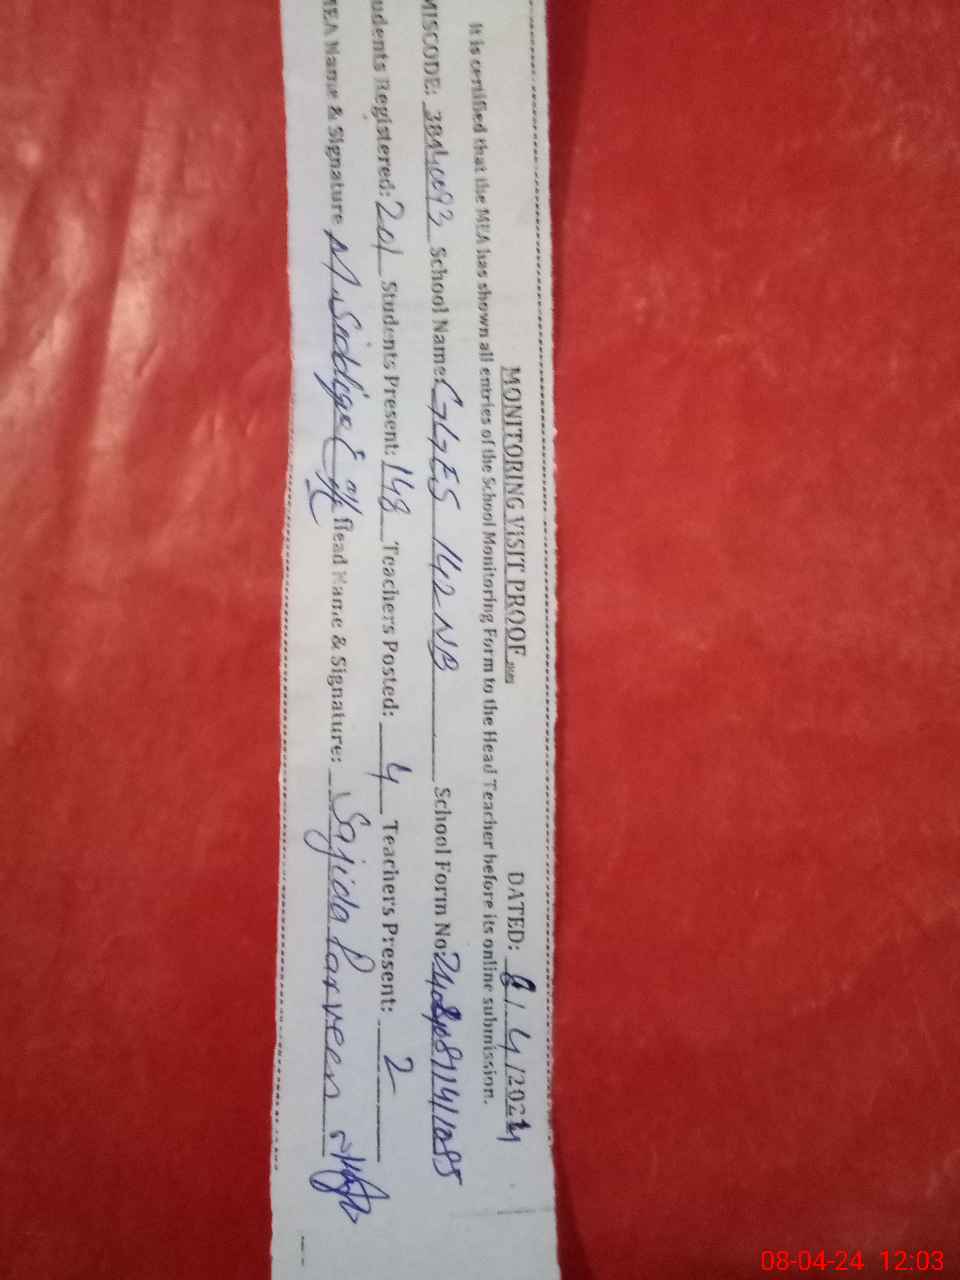 MONITORING VISIT PROOF DATED: 8/4/2024
It is certified that the MEA has shown all entries of the School Monitoring Form to the Head Teacher before its online submission.
MISCODE: School Name: GGES 142 NB School Form No
udents Registered: 201 Students Present: 148 Teachers Posted: 4 Teachers Present: 2
MEA Name & Signature M. Siddique Head Name & Signature: Sajida Parveen
08-04-24 12:03